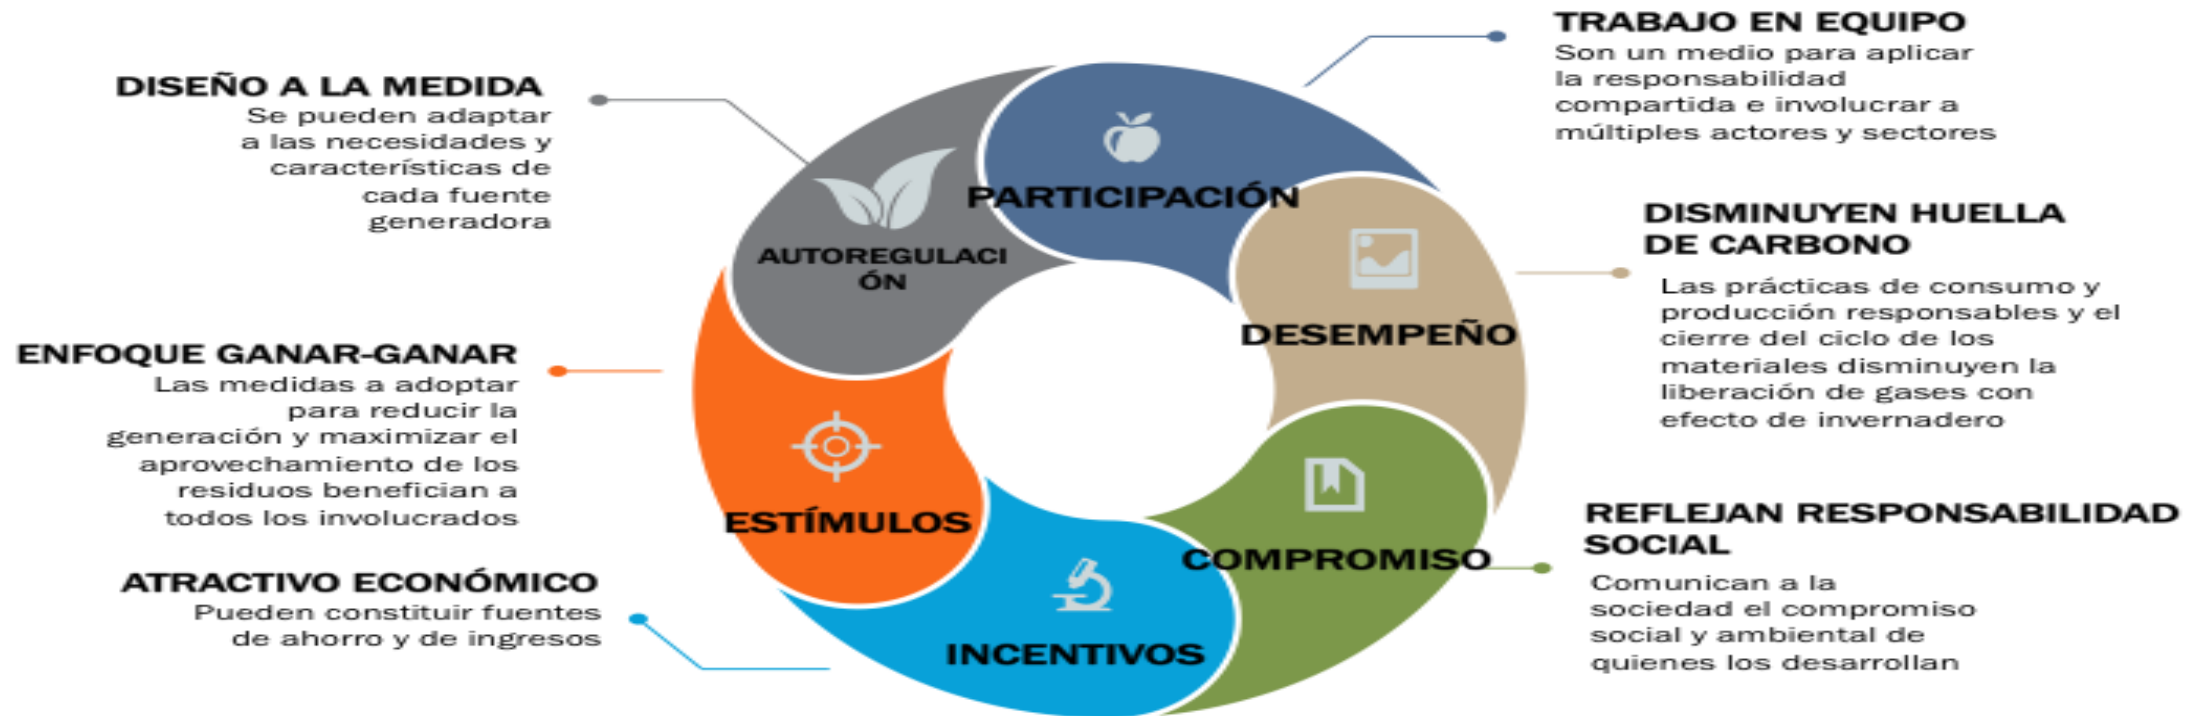 TRABAJO EN EQUIPO
Son un medio para aplicar
la responsabilidad
compartida e involucrar a
múltiples actores y sectores
DISEÑO A LA MEDIDA
Se pueden adaptar
a las necesidades y
características de
cada fuente
generadora
PARTICIPACIÓN
AUTOREGULACI
ÓN
DISMINUYEN HUELLA
DE CARBONO
Las prácticas de consumo y
producción responsables y el
cierre del ciclo de los
materiales disminuyen la
liberación de gases con
efecto de invernadero
DESEMPEÑO
ENFOQUE GANAR-GANAR
Las medidas a adoptar
para reducir la
generación y maximizar el
aprovechamiento de los
residuos benefician a
todos los involucrados
ESTÍMULOS
COMPROMISO
REFLEJAN RESPONSABILIDAD
SOCIAL
Comunican a la
sociedad el compromiso
social y ambiental de
quienes los desarrollan
ATRACTIVO ECONÓMICO
Pueden constituir fuentes
de ahorro y de ingresos
INCENTIVOS